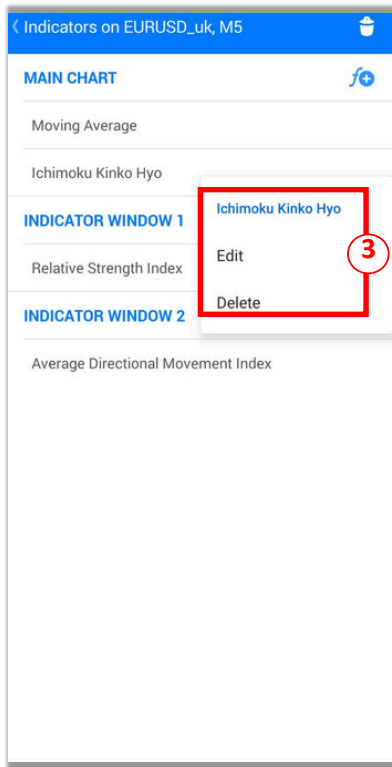 Indicators on EURUSD_uk, M5
MAIN CHART
Moving Average
Ichimoku Kinko Hyo
Ichimoku Kinko Hyo
INDICATOR WINDOW 1
Edit
3
Relative Strength Index
Delete
INDICATOR WINDOW 2
Average Directional Movement Index